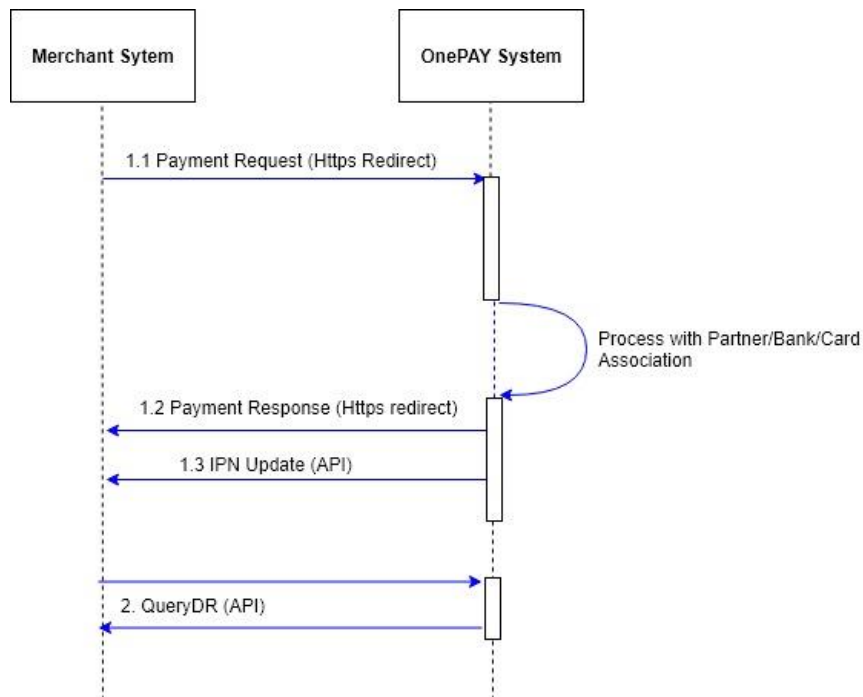 Merchant Sytem
OnePAY System
1.1 Payment Request (Https Redirect)
Process with Partner/Bank/Card
Association
1.2 Payment Response (Https redirect)
1.3 IPN Update (API)
2. QueryDR (API)